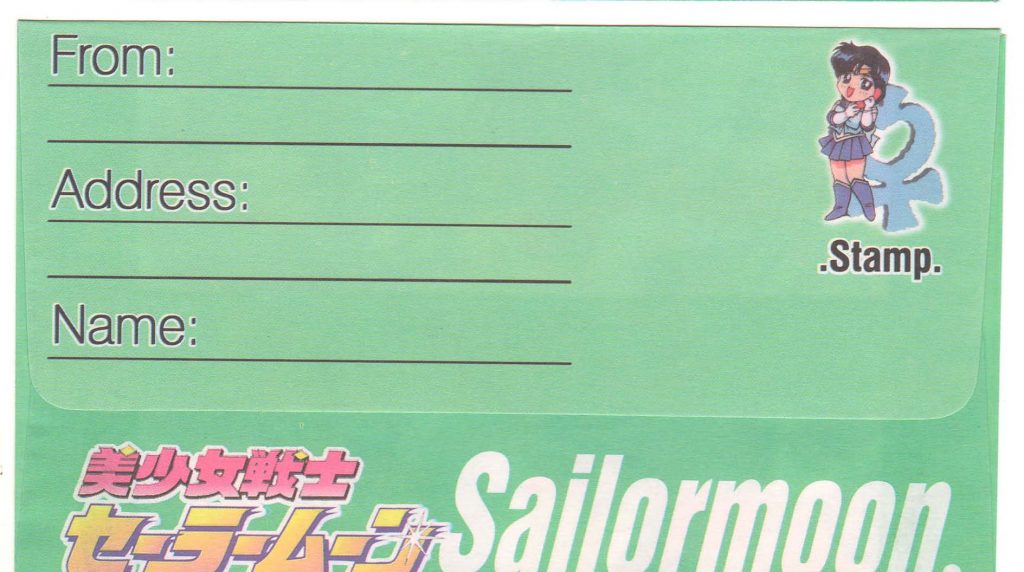 From:
Address:
Name:
.Stamp.
美少女戦士
セーラームーン
Sailormoon.